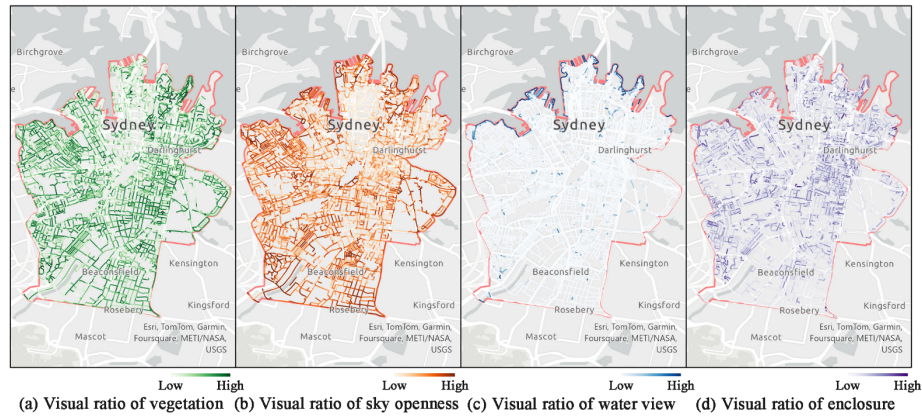 Birchgrove
e
Sydney
Darlinghurst
Beaconsfield
Kensington
Rosebery
Kingsford
Mascot
Esri, TomTom, Garmin,
Foursquare, METI/NASA,
USGS
Low High
(a) Visual ratio of vegetation
Birchgrove
Sydney
Darlinghurst
Beaconsfield
Kensington
Rosebery
Kingsford
Mascot
Esri, TomTom, Garmin,
Foursquare, METI/NASA,
USGS
Low High
(b) Visual ratio of sky openness
Birchgrove
Sydney
Darlinghurst
Beaconsfield
Kensington
Rosebery
Kingsford
Mascot
Esri, TomTom, Garmin,
Foursquare, METI/NASA,
USGS
Low High
(c) Visual ratio of water view
Birchgrove
Sydney
Darlinghurst
Beaconsfield
Kensington
Rosebery
Kingsford
Mascot
Esri, TomTom, Garmin,
Foursquare, METI/NASA,
USGS
Low High
(d) Visual ratio of enclosure